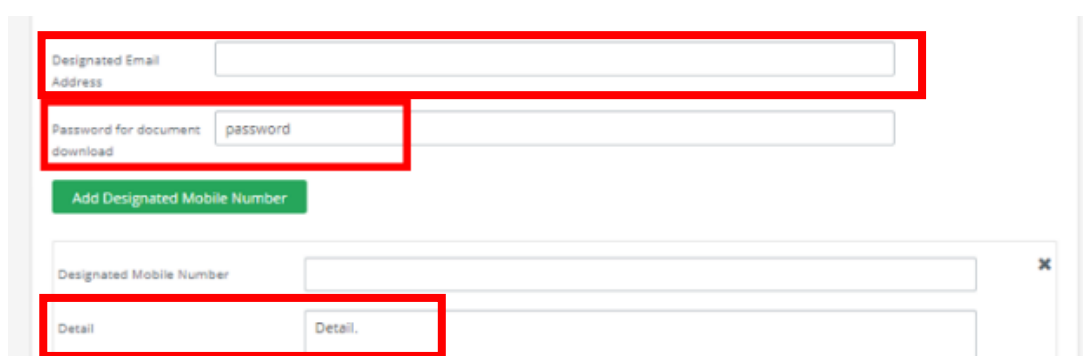 Designated Email
Address
Password for document password
download
Add Designated Mobile Number
Designated Mobile Number
Detail Detail.